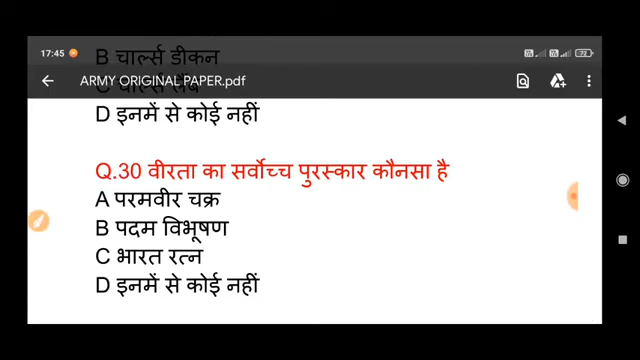 17:45
72
B चार्ल्स डीकन
ARMY ORIGINAL PAPER.pdf
C चार्ल्स लैंब
D इनमें से कोई नहीं
Q.30 वीरता का सर्वोच्च पुरस्कार कौनसा है
A परमवीर चक्र
B पदम विभूषण
C भारत रत्न
D इनमें से कोई नहीं